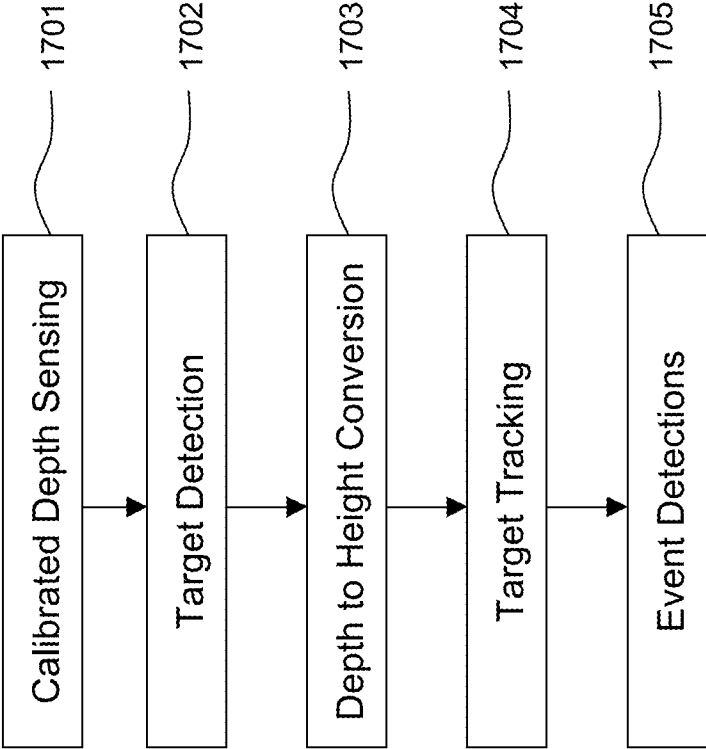 Calibrated Depth Sensing
1701
Target Detection
1702
Depth to Height Conversion
1703
Target Tracking
1704
Event Detections
1705